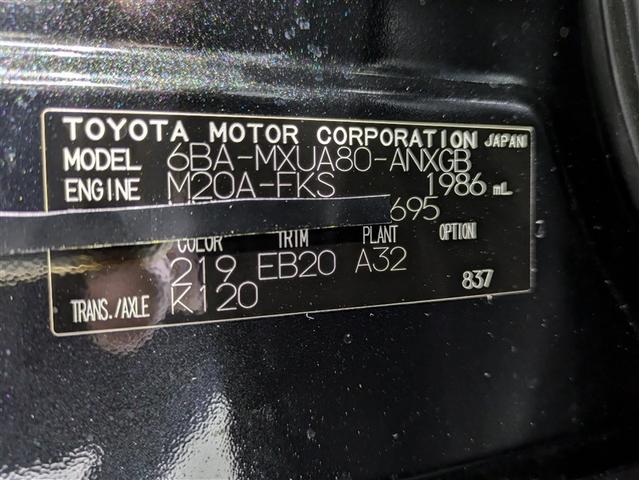 TOYOTA MOTOR CORPORATION JAPAN
MODEL 6BA-MXUA80-ANXGB
ENGINE M20A-FKS 1986 mL
695
COLOR TRIM PLANT OPTION
219 EB20 A32
TRANS./AXLE K120 837